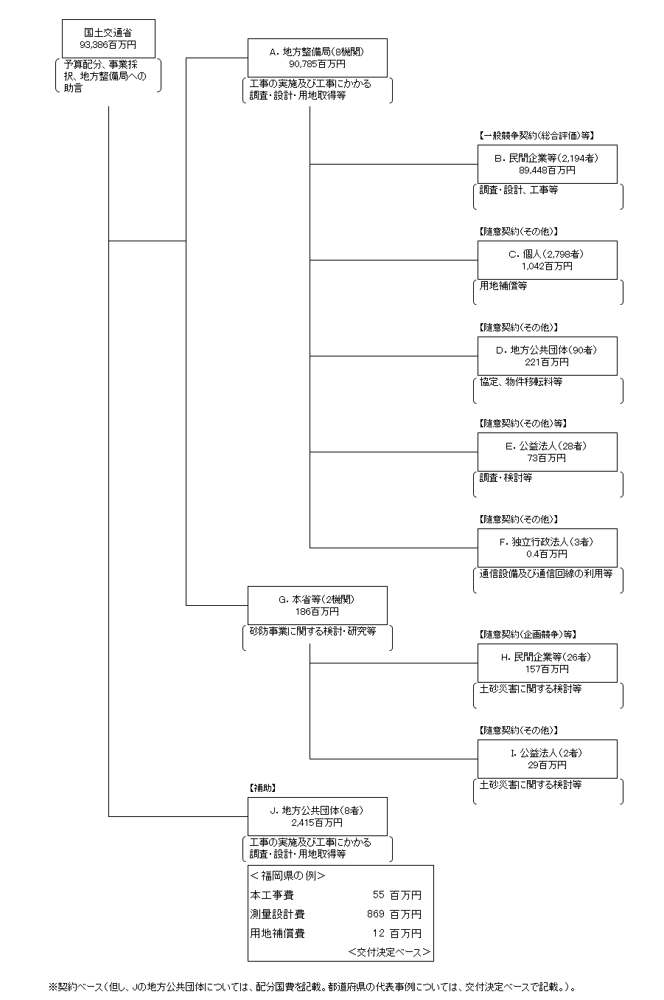 国土交通省
93,386百万円
予算配分、事業採
択、地方整備局への
助言
A．地方整備局（8機関）
90,785百万円
工事の実施及び工事にかかる
調査・設計・用地取得等
【一般競争契約（総合評価）等】
B．民間企業等（2,194者）
89,448百万円
調査・設計、工事等
【随意契約（その他）】
C．個人（2,798者）
1,042百万円
用地補償等
【随意契約（その他）】
D．地方公共団体（90者）
221百万円
協定、物件移転料等
【随意契約（その他）等】
E．公益法人（28者）
73百万円
調査・検討等
【随意契約（その他）】
F．独立行政法人（3者）
0.4百万円
通信設備及び通信回線の利用等
G．本省等（2機関）
186百万円
砂防事業に関する検討・研究等
【随意契約（企画競争）等】
H．民間企業等（26者）
157百万円
土砂災害に関する検討等
【随意契約（その他）】
I．公益法人（2者）
29百万円
土砂災害に関する検討等
【補助】
J．地方公共団体（8者）
2,415百万円
工事の実施及び工事にかかる
調査・設計・用地取得等
＜福岡県の例＞
本工事費 55 百万円
測量設計費 869 百万円
用地補償費 12 百万円
＜交付決定ベース＞
※契約ベース（但し、Jの地方公共団体については、配分国費を記載。都道府県の代表事例については、交付決定ベースで記載。）。